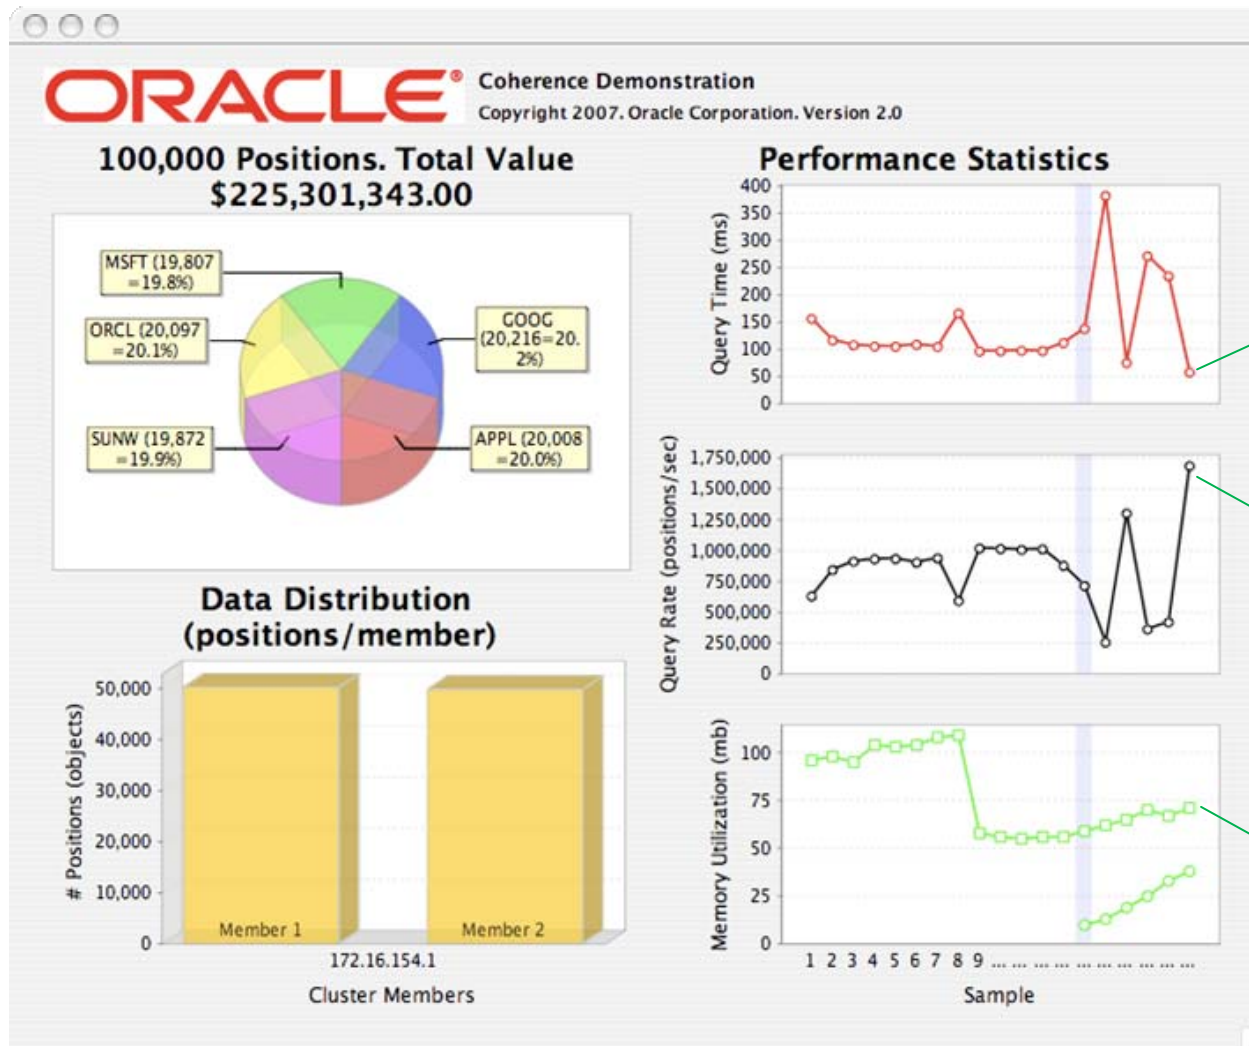 ORACLE®
Coherence Demonstration
Copyright 2007. Oracle Corporation. Version 2.0
100,000 Positions. Total Value
$225,301,343.00
MSFT (19,807
=19.8%)
ORCL (20,097
=20.1%)
SUNW (19,872
=19.9%)
GOOG
(20,216=20.
2%)
APPL (20,008
=20.0%)
Data Distribution
(positions/member)
# Positions (objects)
50,000
40,000
30,000
20,000
10,000
0
Member 1
Member 2
172.16.154.1
Cluster Members
Performance Statistics
Query Time (ms)
400
350
300
250
200
150
100
50
0
Query Rate (positions/sec)
1,750,000
1,500,000
1,250,000
1,000,000
750,000
500,000
250,000
0
Memory Utilization (mb)
100
75
50
25
0
1 2 3 4 5 6 7 8 9 ... ... ... ... ... ... ... ... ... ...
Sample